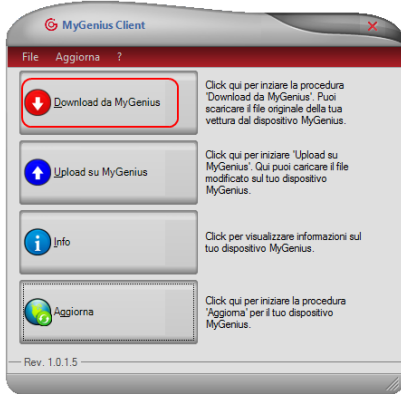 MyGenius Client
File Aggiorna ?
Download da MyGenius
Click qui per inziare la procedura
'Download da MyGenius'. Puoi
scaricare il file originale della tua
vettura dal dispositivo MyGenius.
Upload su MyGenius
Click qui per iniziare 'Upload su
MyGenius'. Qui puoi caricare il file
modificato sul tuo dispositivo
MyGenius.
Info
Click per visualizzare informazioni sul
tuo dispositivo MyGenius.
Aggiorna
Click qui per iniziare la procedura
'Aggiorna' per il tuo dispositivo
MyGenius.
Rev. 1.0.1.5